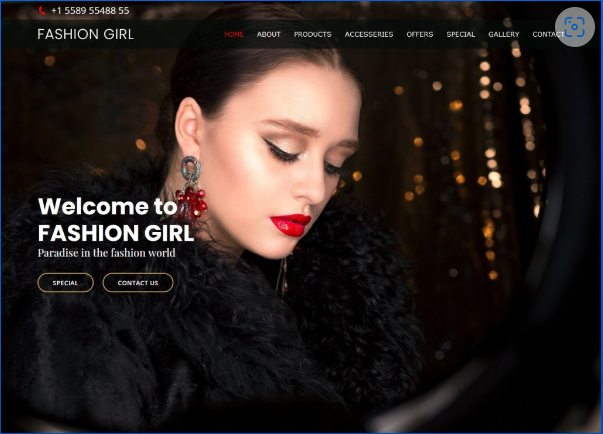 +1 5589 55488 55
FASHION GIRL
HOME ABOUT PRODUCTS ACCESSERIES OFFERS SPECIAL GALLERY CONTACT
Welcome to
FASHION GIRL
Paradise in the fashion world
SPECIAL CONTACT US